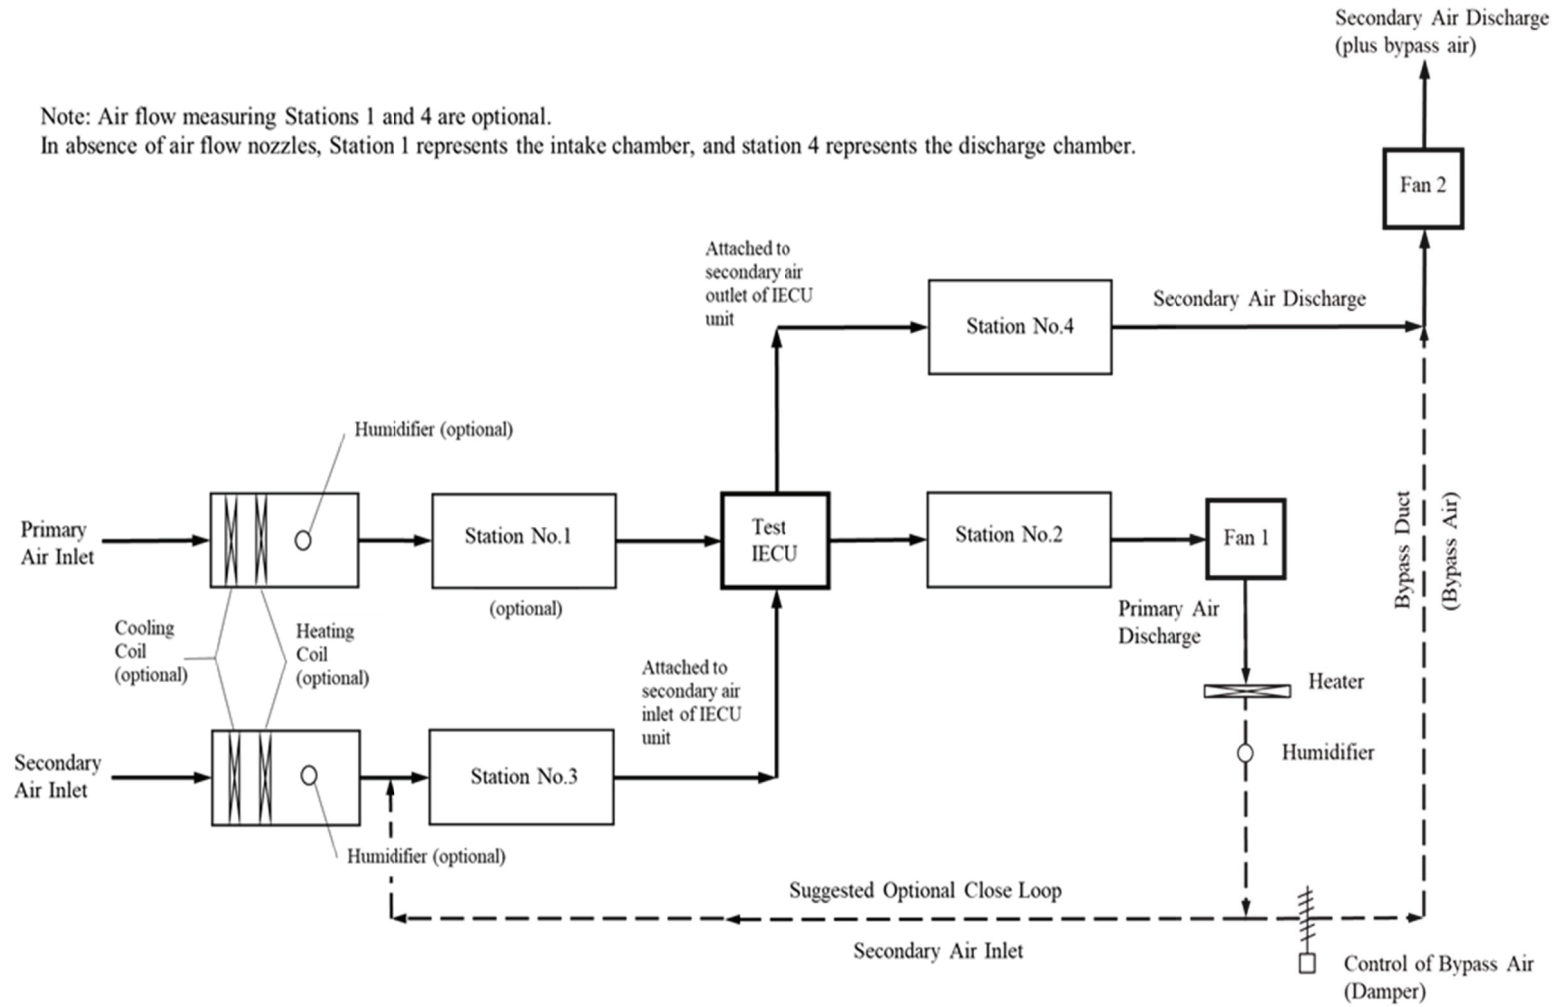 Secondary Air Discharge
(plus bypass air)
Note: Air flow measuring Stations 1 and 4 are optional.
In absence of air flow nozzles, Station 1 represents the intake chamber, and station 4 represents the discharge chamber.
Fan 2
Attached to
secondary air
outlet of IECU
unit
Station No.4
Secondary Air Discharge
Humidifier (optional)
Primary
Air Inlet
Station No.1
(optional)
Test
IECU
Station No.2
Fan 1
Bypass Duct
(Bypass Air)
Primary Air
Discharge
Cooling
Coil
(optional)
Heating
Coil
(optional)
Attached to
secondary air
inlet of IECU
unit
Heater
Humidifier
Secondary
Air Inlet
Station No.3
Humidifier (optional)
Suggested Optional Close Loop
Secondary Air Inlet
Control of Bypass Air
(Damper)